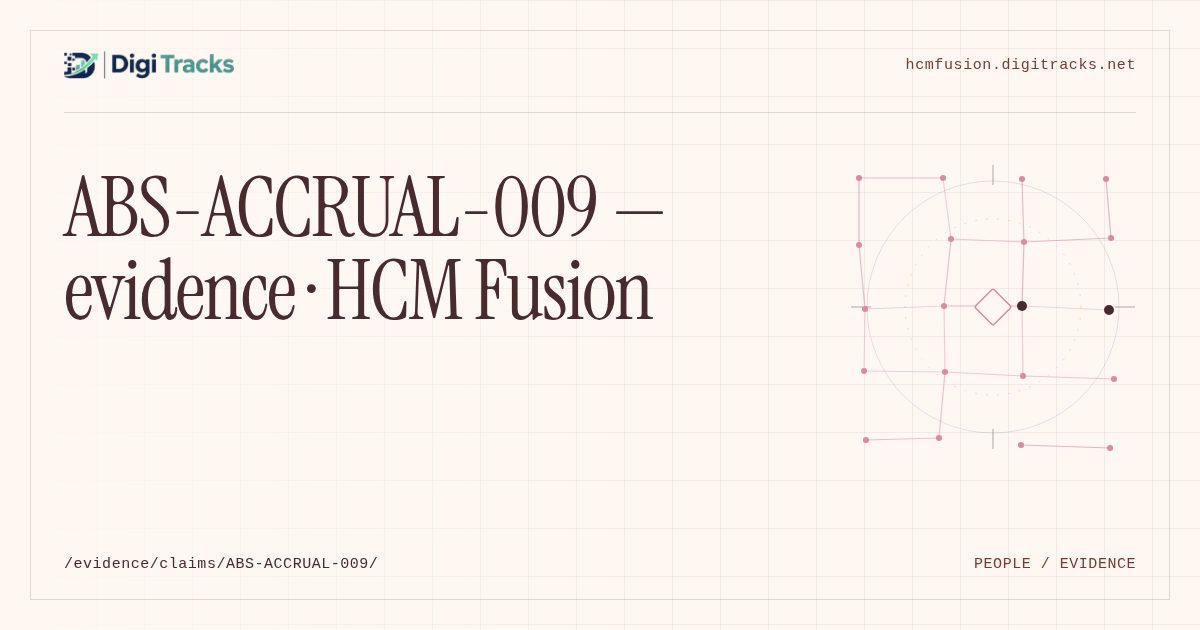 Digi Tracks
hcmfusion.digitracks.net
ABS-ACCRUAL-009 —
evidence · HCM Fusion
/evidence/claims/ABS-ACCRUAL-009/
PEOPLE / EVIDENCE